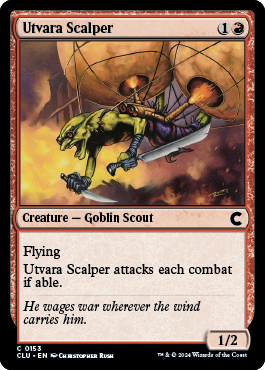 Utvara Scalper 1
Creature — Goblin Scout
Flying
Utvara Scalper attacks each combat
if able.
He wages war wherever the wind
carries him.
1/2
C 0153
CLU • EN Christopher Rush
™ & © 2024 Wizards of the Coast